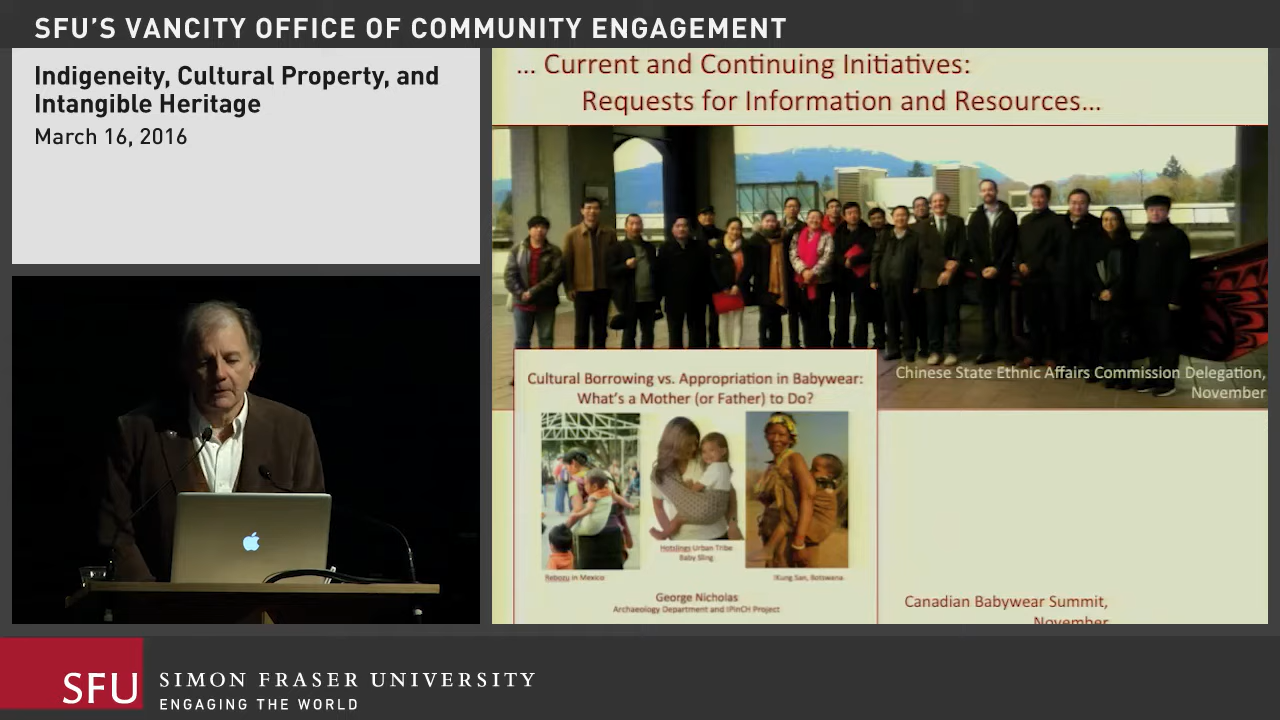 SFU'S VANCITY OFFICE OF COMMUNITY ENGAGEMENT
Indigeneity, Cultural Property, and
Intangible Heritage
March 16, 2016
... Current and Continuing Initiatives:
Requests for Information and Resources...
Chinese State Ethnic Affairs Commission Delegation,
November
Cultural Borrowing vs. Appropriation in Babywear:
What's a Mother (or Father) to Do?
Hotslings Urban Tribe
Baby Sling
Rebozu in Mexico
!Kung San, Botswana
George Nicholas
Archaeology Department and IPinCH Project
Canadian Babywear Summit,
November
SFU
SIMON FRASER UNIVERSITY
ENGAGING THE WORLD